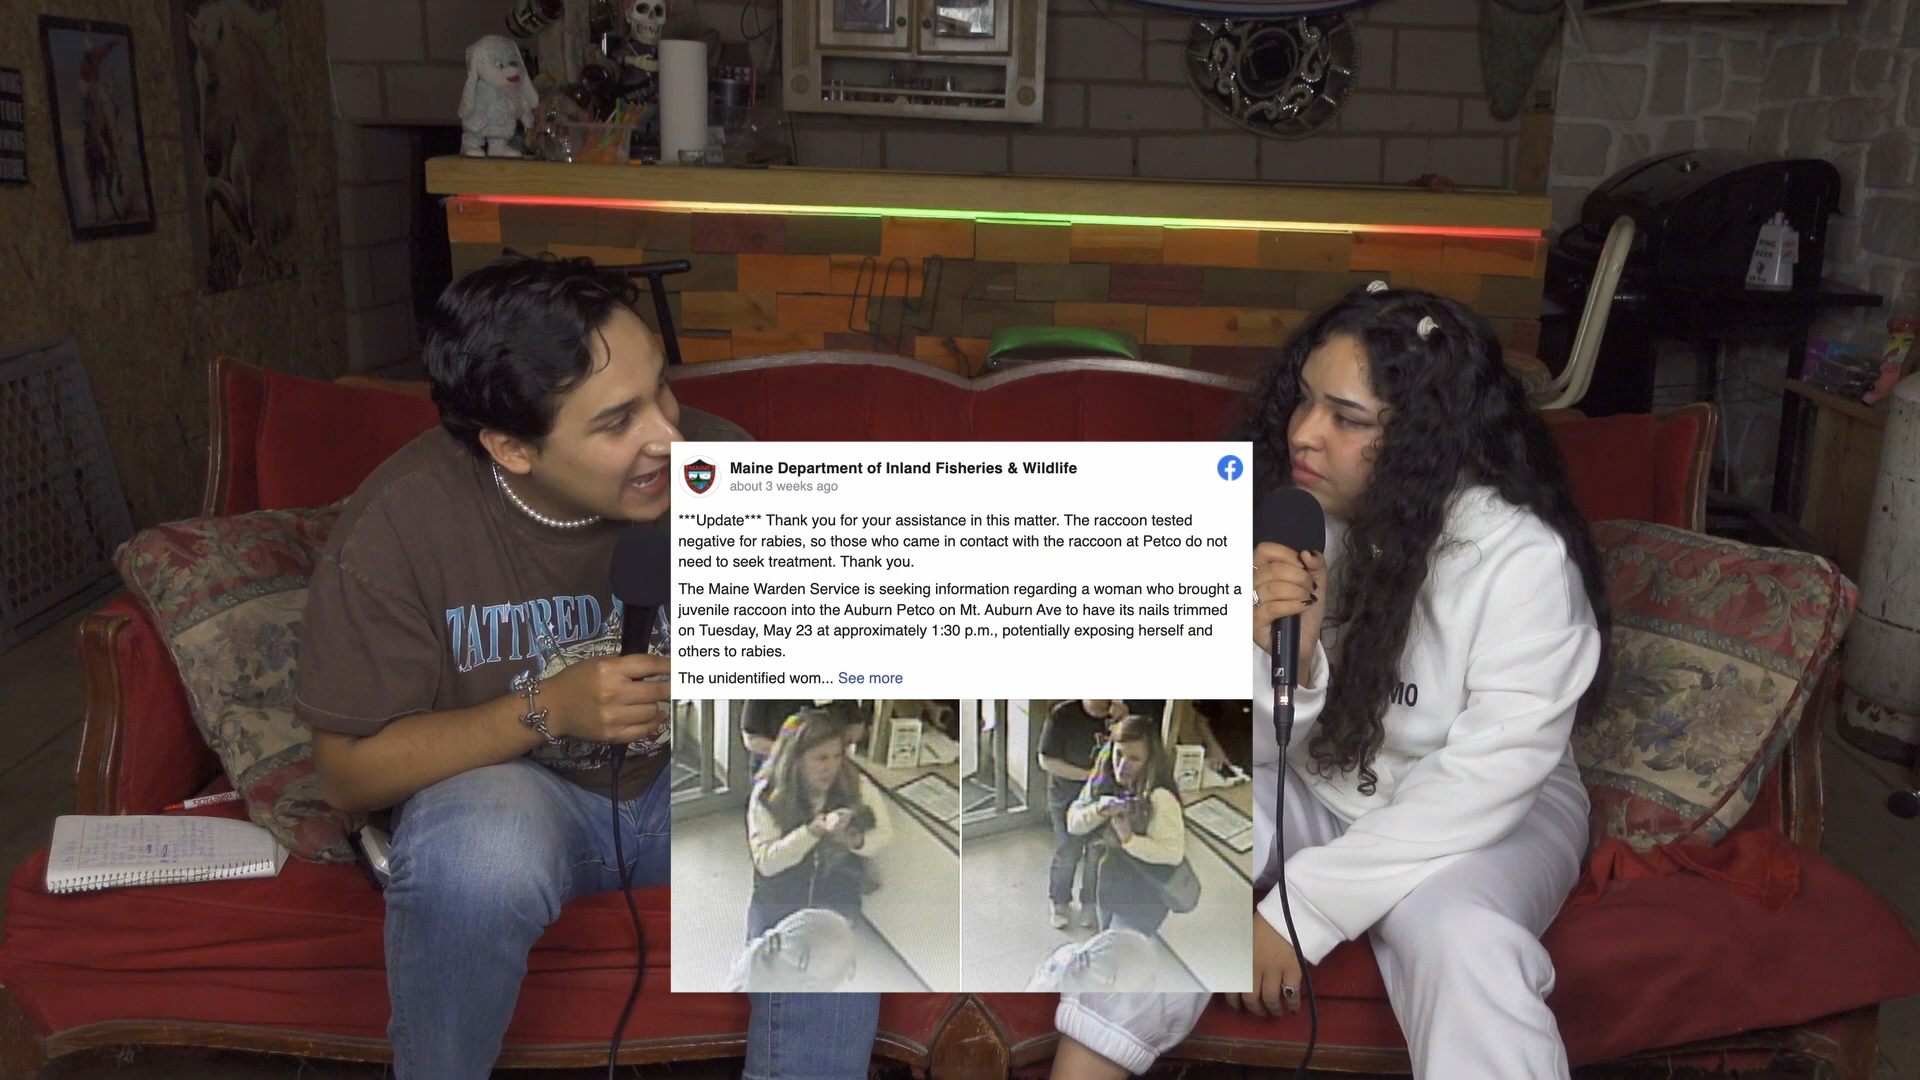 Maine Department of Inland Fisheries & Wildlife
about 3 weeks ago
***Update*** Thank you for your assistance in this matter. The raccoon tested
negative for rabies, so those who came in contact with the raccoon at Petco do not
need to seek treatment. Thank you.
The Maine Warden Service is seeking information regarding a woman who brought a
juvenile raccoon into the Auburn Petco on Mt. Auburn Ave to have its nails trimmed
on Tuesday, May 23 at approximately 1:30 p.m., potentially exposing herself and
others to rabies.
The unidentified wom... See more
MAINE
TATTERED
MO
RING
BEER